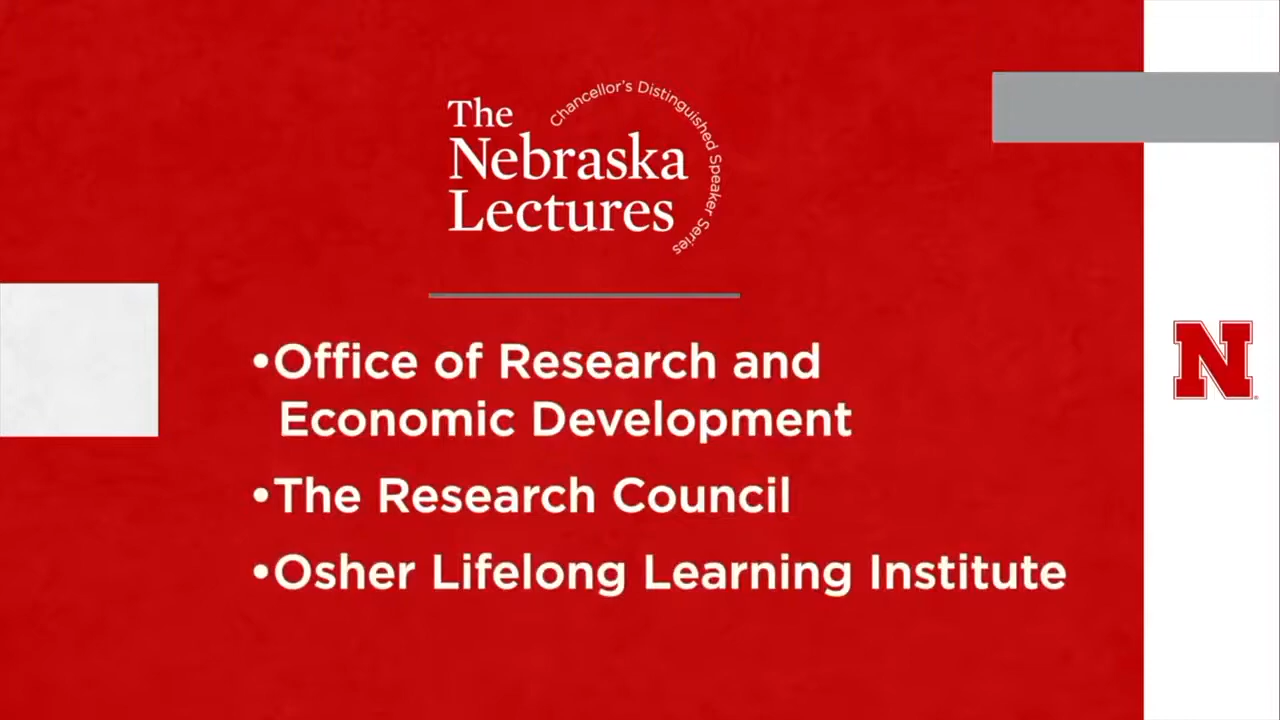 The
Nebraska
Lectures
Chancellor's Distinguished Speaker Series
•Office of Research and
Economic Development
•The Research Council
•Osher Lifelong Learning Institute
N